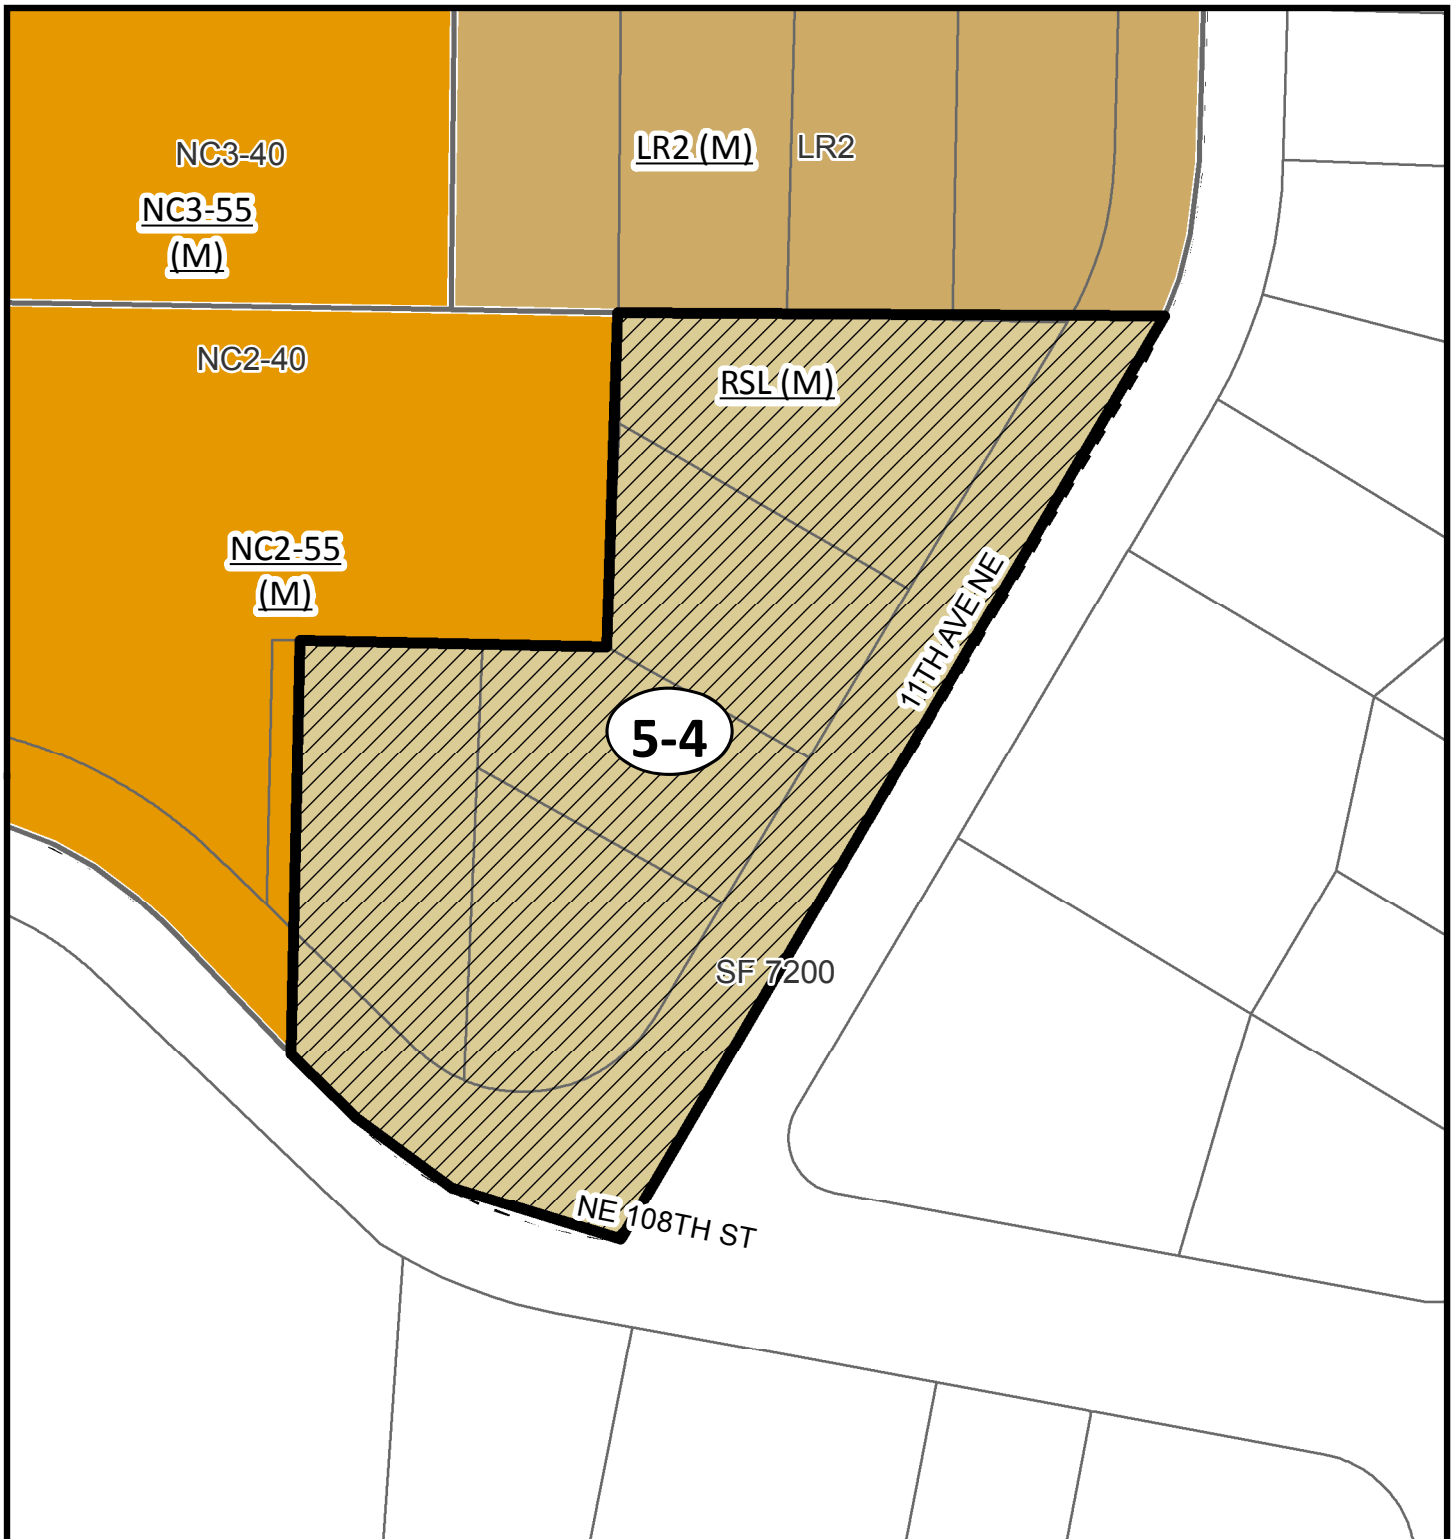 NC3-40
LR2 (M)
LR2
NC3-55
(M)
NC2-40
RSL (M)
NC2-55
(M)
11TH AVE NE
5-4
SF 7200
NE 108TH ST